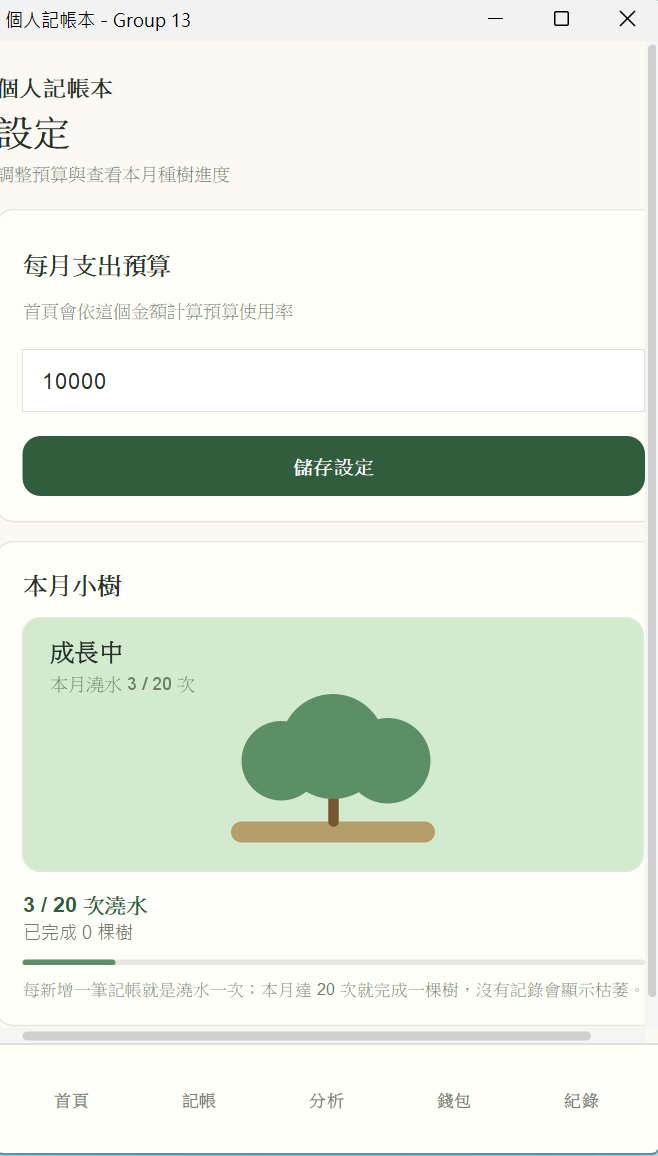 個人記帳本 - Group 13
個人記帳本
設定
調整預算與查看本月種樹進度
每月支出預算
首頁會依這個金額計算預算使用率
10000
儲存設定
本月小樹
成長中
本月澆水 3 / 20 次
3 / 20 次澆水
已完成 0 棵樹
每新增一筆記帳就是澆水一次；本月達 20 次就完成一棵樹，沒有記錄會顯示枯萎。
首頁 記帳 分析 錢包 紀錄